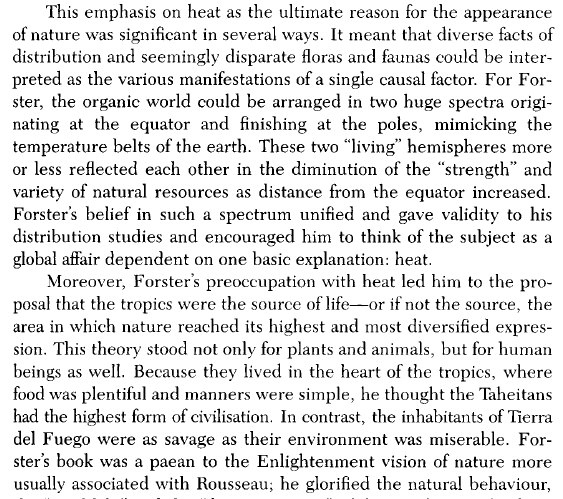 This emphasis on heat as the ultimate reason for the appearance
of nature was significant in several ways. It meant that diverse facts of
distribution and seemingly disparate floras and faunas could be inter-
preted as the various manifestations of a single causal factor. For For-
ster, the organic world could be arranged in two huge spectra origi-
nating at the equator and finishing at the poles, mimicking the
temperature belts of the earth. These two "living" hemispheres more
or less reflected each other in the diminution of the "strength" and
variety of natural resources as distance from the equator increased.
Forster's belief in such a spectrum unified and gave validity to his
distribution studies and encouraged him to think of the subject as a
global affair dependent on one basic explanation: heat.
Moreover, Forster's preoccupation with heat led him to the pro-
posal that the tropics were the source of life—or if not the source, the
area in which nature reached its highest and most diversified expres-
sion. This theory stood not only for plants and animals, but for human
beings as well. Because they lived in the heart of the tropics, where
food was plentiful and manners were simple, he thought the Taheitans
had the highest form of civilisation. In contrast, the inhabitants of Tierra
del Fuego were as savage as their environment was miserable. For-
ster's book was a paean to the Enlightenment vision of nature more
usually associated with Rousseau; he glorified the natural behaviour,